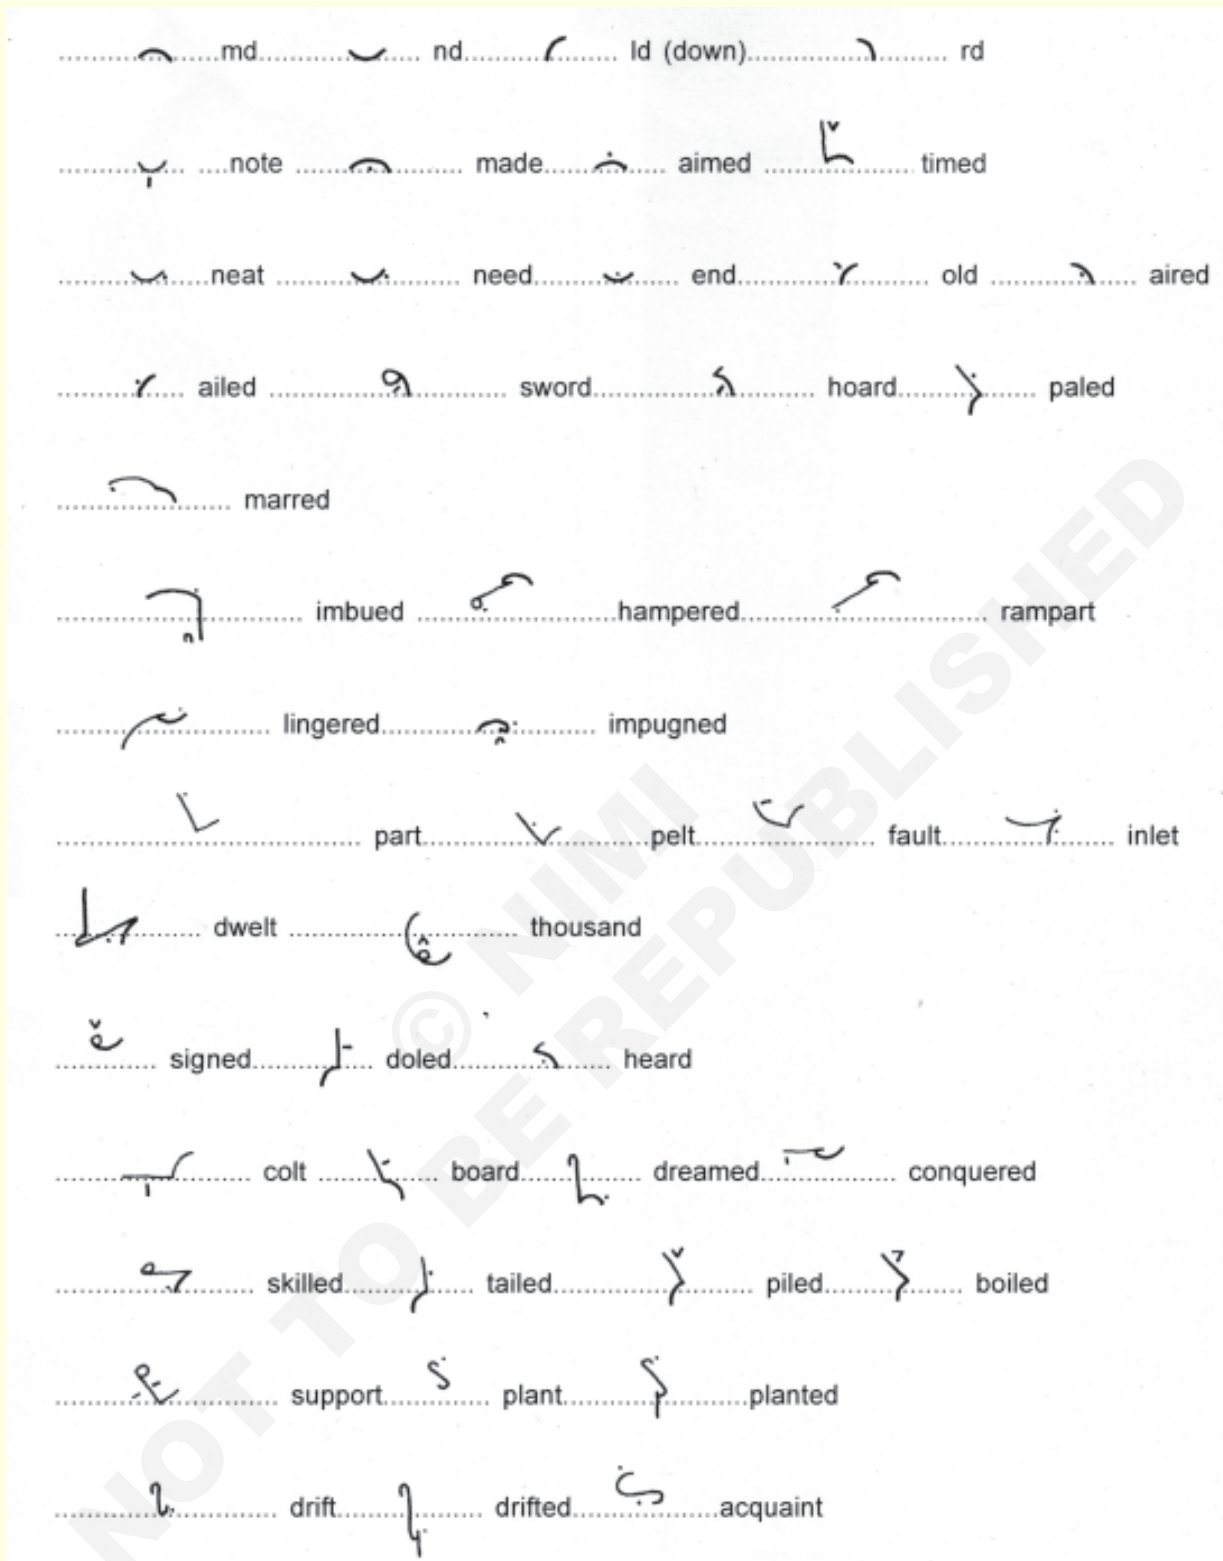 md nd ld (down) rd
note made aimed timed
neat need end old aired
ailed sword hoard paled
marred
imbued hampered rampart
lingered impugned
part pelt fault inlet
dwelt thousand
signed doled heard
colt board dreamed conquered
skilled tailed piled boiled
support plant planted
drift drifted acquaint
© NIMI
NOT TO BE REPUBLISHED